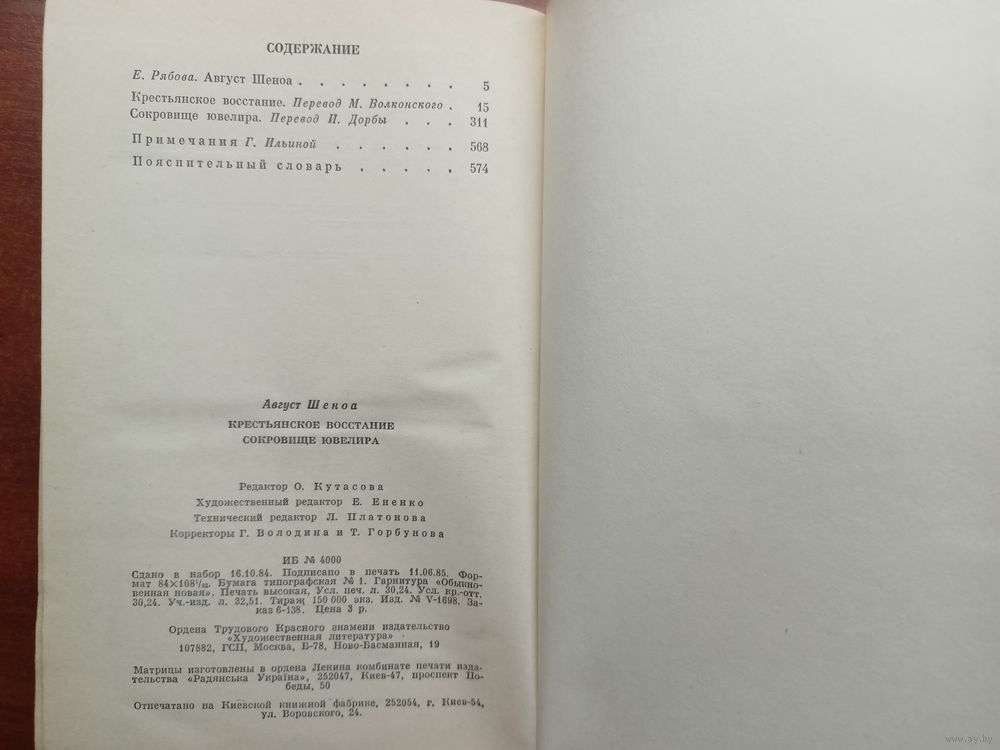 СОДЕРЖАНИЕ
Е. Рябова. Август Шеноа . . . . . . . . 5
Крестьянское восстание. Перевод М. Волконского . 15
Сокровище ювелира. Перевод И. Дорбы . . . 311
Примечания Г. Ильиной . . . . . . 568
Пояснительный словарь . . . . . 574
Август Шеноа
КРЕСТЬЯНСКОЕ ВОССТАНИЕ
СОКРОВИЩЕ ЮВЕЛИРА
Редактор О. Кутасова
Художественный редактор Е. Ененко
Технический редактор Л. Платонова
Корректоры Г. Володина и Т. Горбунова
ИБ № 4000
Сдано в набор 16.10.84. Подписано в печать 11.06.85. Фор-
мат 84×108¹/₃₂. Бумага типографская № 1. Гарнитура «Обыкно-
венная новая». Печать высокая, Усл. печ. л. 30,24. Усл. кр.-отт.
30,24. Уч.-изд. л. 32,51. Тираж 150 000 экз. Изд. № V-1698. За-
каз 6-138. Цена 3 р.
Ордена Трудового Красного знамени издательство
«Художественная литература»
107882, ГСП, Москва, Б-78, Ново-Басманная, 19
Матрицы изготовлены в ордена Ленина комбинате печати изда-
тельства «Радянська Україна», 252047, Киев-47, проспект По-
беды, 50
Отпечатано на Киевской книжной фабрике, 252054, г. Киев-54,
ул. Воровского, 24.
www.ay.by